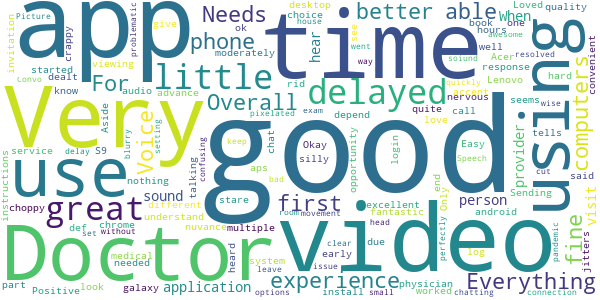 app
time
good
video
Doctor
Very
using
use
great
little
delayed
Everything
Needs
phone
better
able
When
hear
For
Overall
Voice
sound
first
experience
application
person
provider
computers
fine
visit
jitters
nervous
quite
Picture
invitation
crappy
problematic
moderately
ok
give
desktop
choice
house
see
went
way
book
hours
well
one
Loved
quality
awesome
soiund
resolved
convenient
Acer
response
Lenovo
hard
quickly
accent
love
call
depend
seems
wise
tells
cut
said
Easy
Speech
Sending
android
Only
end
physician
worked
log
perfectly
pandemic
connection
chatting
head
small
due
clear
early
issue
movement
room
exam
bad
keep
fantastic
excellent
opportunity
login
Okay
silly
aps
chat
stare
confusing
talking
nothing
different
understand
nuvance
multiple
heard
system
leave
options
install
medical
needed
galaxy
without
chrome
def
set
Positive
look
part
instructions
service
delay
S9
blurry
setting
choppy
Aside
audio
advance
rid
pixelated
viewing
started
dealt
know
convo